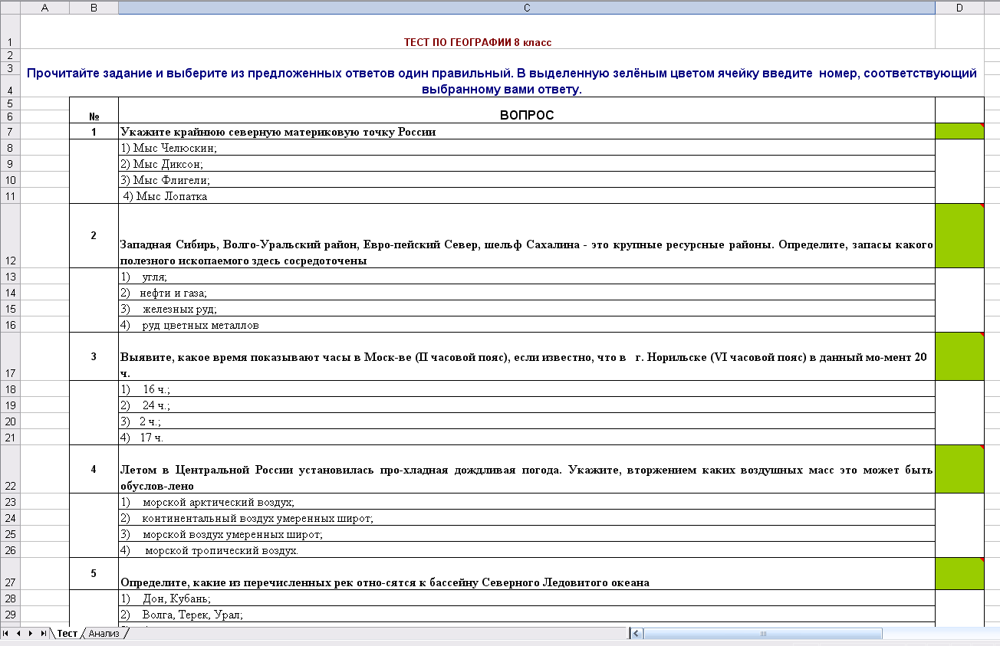 A B C D
1 ТЕСТ ПО ГЕОГРАФИИ 8 класс
2
3 Прочитайте задание и выберите из предложенных ответов один правильный. В выделенную зелёным цветом ячейку введите номер, соответствующий
4 выбранному вами ответу.
5
6 № ВОПРОС
7 1 Укажите крайнюю северную материковую точку России
8 1) Мыс Челюскин;
9 2) Мыс Диксон;
10 3) Мыс Флигели;
11 4) Мыс Лопатка
2
Западная Сибирь, Волго-Уральский район, Евро-пейский Север, шельф Сахалина - это крупные ресурсные районы. Определите, запасы какого
12 полезного ископаемого здесь сосредоточены
13 1) угля;
14 2) нефти и газа;
15 3) железных руд;
16 4) руд цветных металлов
3 Выявите, какое время показывают часы в Моск-ве (II часовой пояс), если известно, что в г. Норильске (VI часовой пояс) в данный мо-мент 20
17 ч.
18 1) 16 ч.;
19 2) 24 ч.;
20 3) 2 ч.;
21 4) 17 ч.
4 Летом в Центральной России установилась про-хладная дождливая погода. Укажите, вторжением каких воздушных масс это может быть
22 обуслов-лено
23 1) морской арктический воздух;
24 2) континентальный воздух умеренных широт;
25 3) морской воздух умеренных широт;
26 4) морской тропический воздух.
5
27 Определите, какие из перечисленных рек отно-сятся к бассейну Северного Ледовитого океана
28 1) Дон, Кубань;
29 2) Волга, Терек, Урал;
Тест Анализ